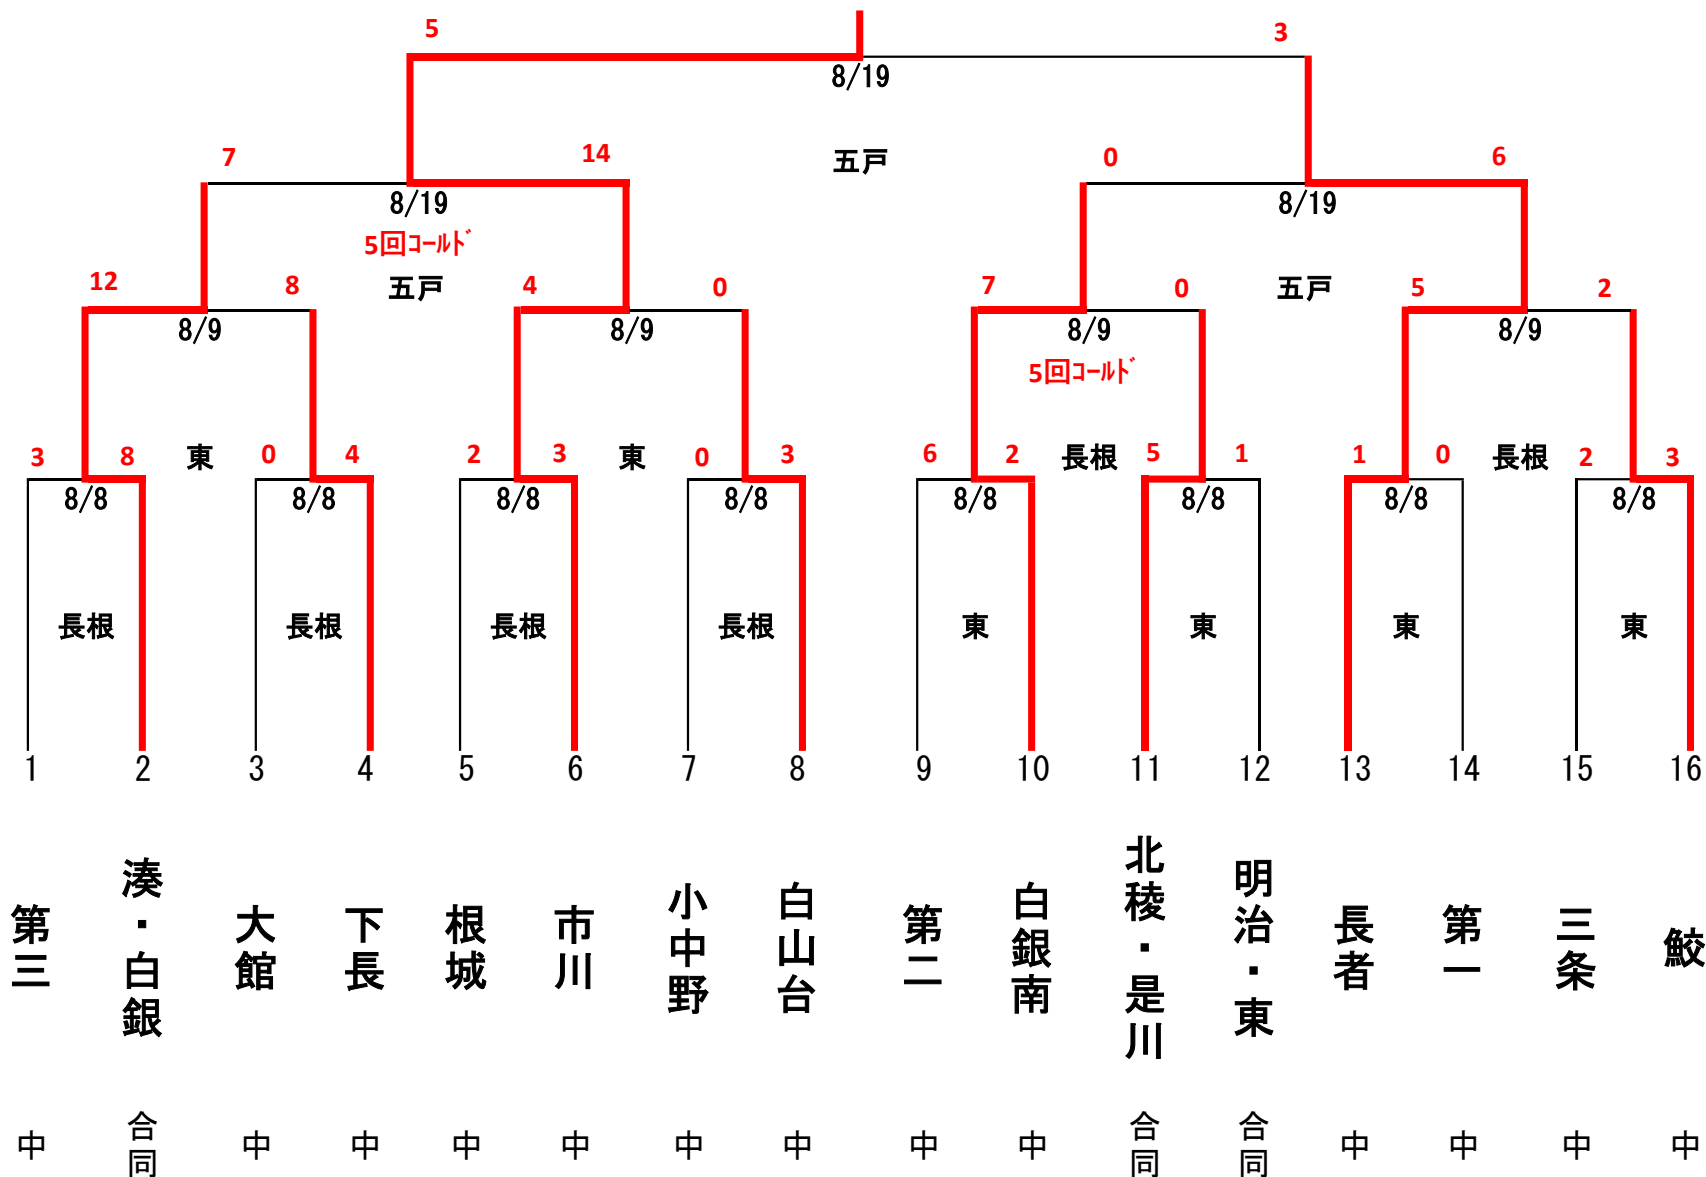 5 3
8/19
7 14 五戸 0 6
8/19 8/19
5回ｺｰﾙﾄﾞ
12 8 五戸 4 0 7 0 五戸 5 2
8/9 8/9 8/9 8/9
5回ｺｰﾙﾄﾞ
3 8 東 0 4 2 3 東 0 3 6 2 長根 5 1 1 0 長根 2 3
8/8 8/8 8/8 8/8 8/8 8/8 8/8 8/8
長根 長根 長根 長根 東 東 東 東
1 2 3 4 5 6 7 8 9 10 11 12 13 14 15 16
第三
湊・白銀
大館
下長
根城
市川
小中野
白山台
第二
白銀南
北稜・是川
明治・東
長者
第一
三条
鮫
中 合同 中 中 中 中 中 中 中 中 合同 合同 中 中 中 中